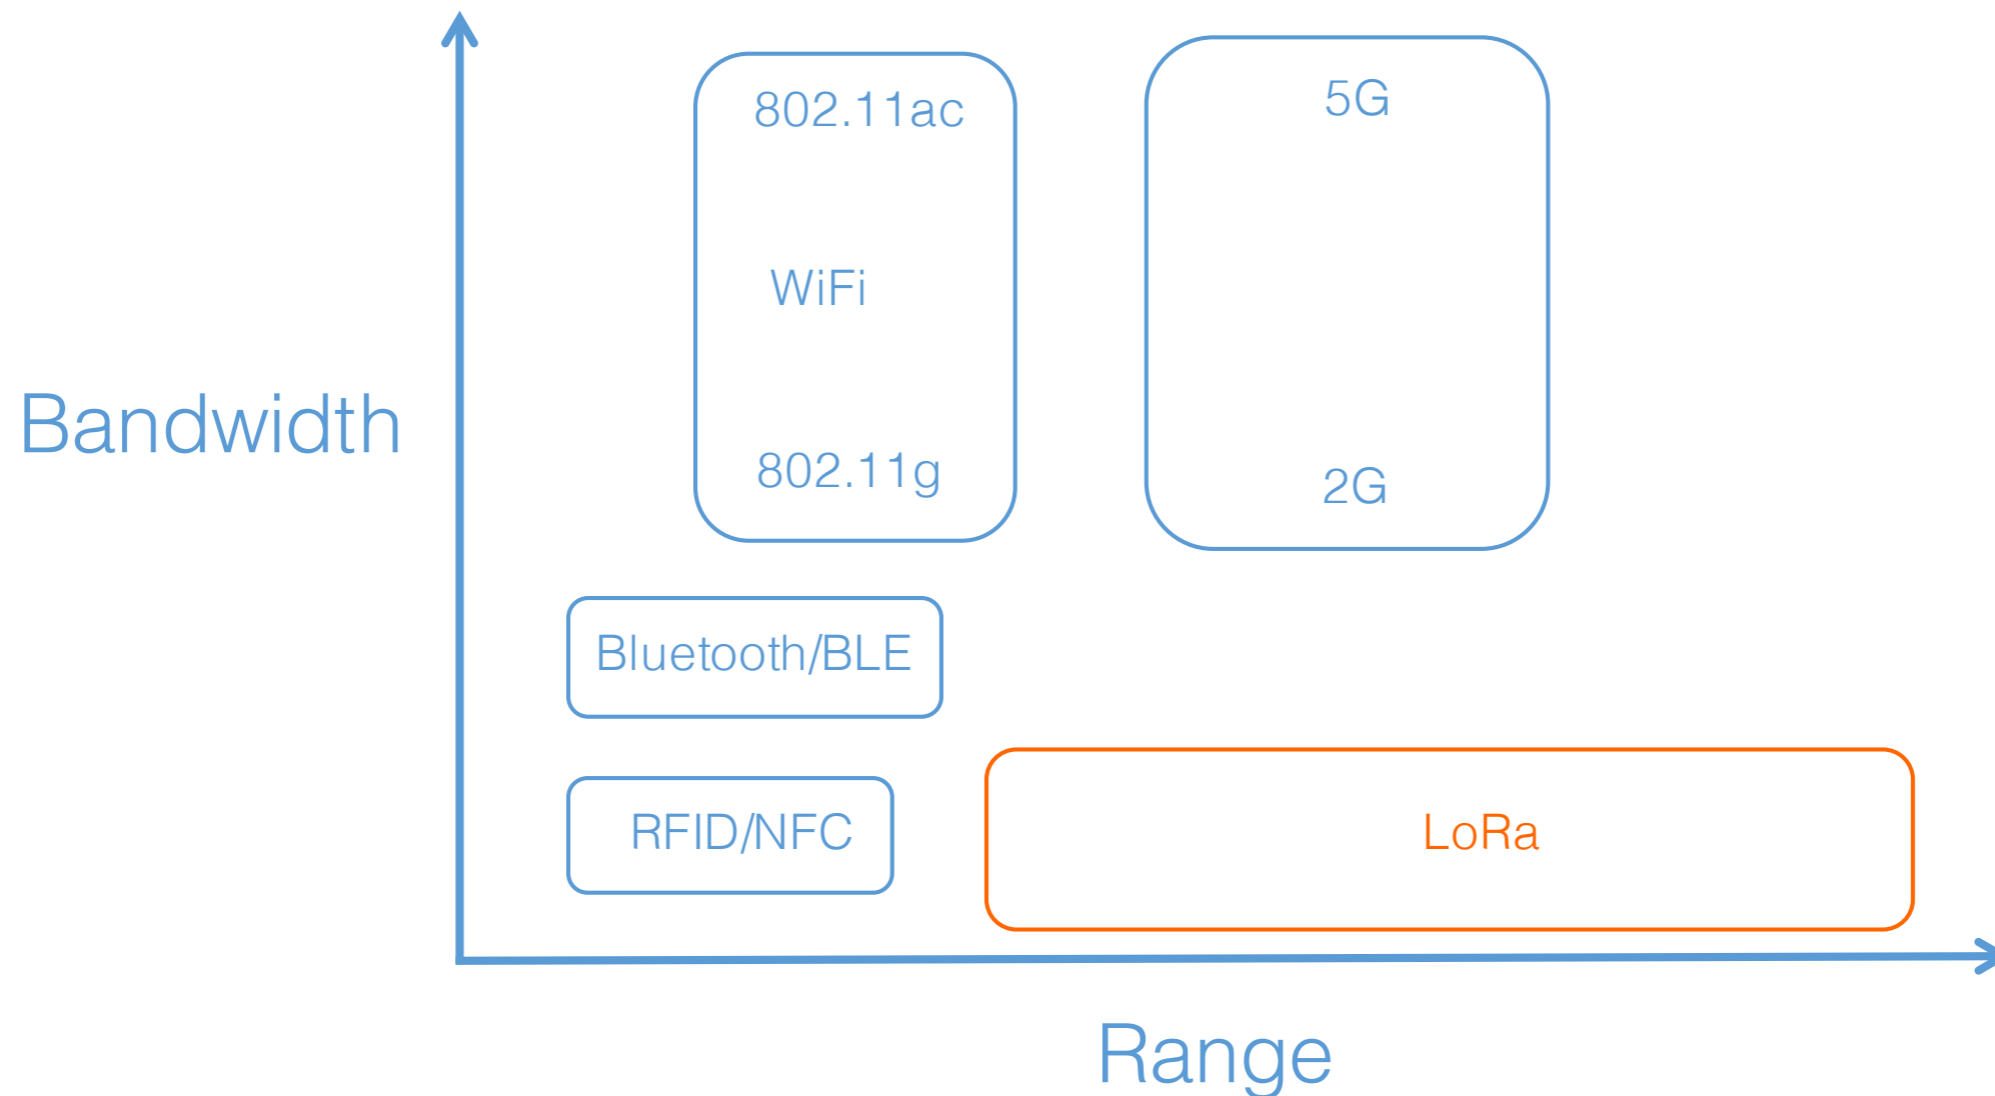 802.11ac
5G
WiFi
Bandwidth
802.11g
2G
Bluetooth/BLE
RFID/NFC
LoRa
Range